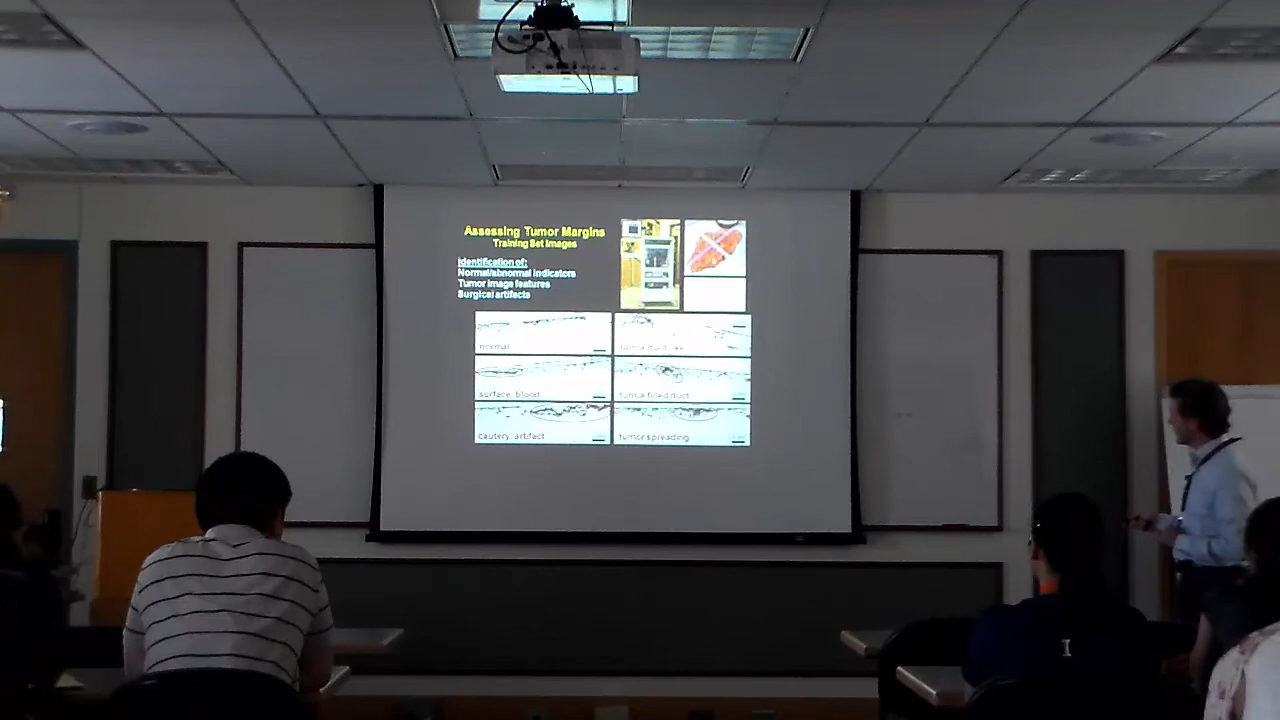 Assessing Tumor Margins
Training Set Images
Identification of:
Normal/abnormal indicators
Tumor image features
Surgical artifacts
normal
surface blood
tumor filled duct
cautery artifact
tumor spreading
I